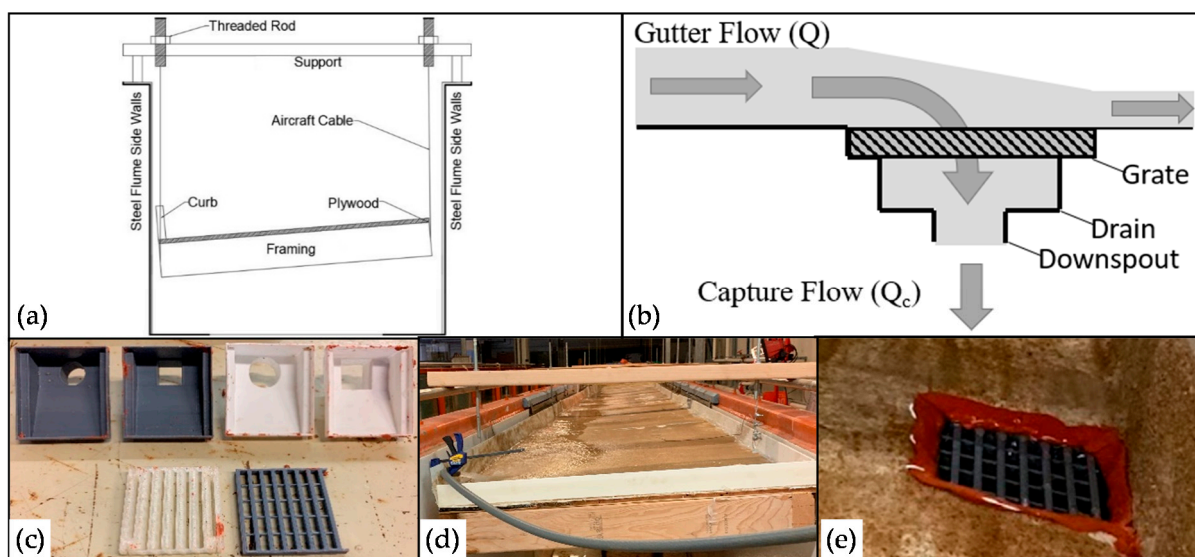 (a)
Threaded Rod
Support
Steel Flume Side Walls
Aircraft Cable
Steel Flume Side Walls
Curb
Plywood
Framing
(b)
Gutter Flow (Q)
Grate
Drain
Downspout
Capture Flow (Qc)
(c)
(d)
(e)